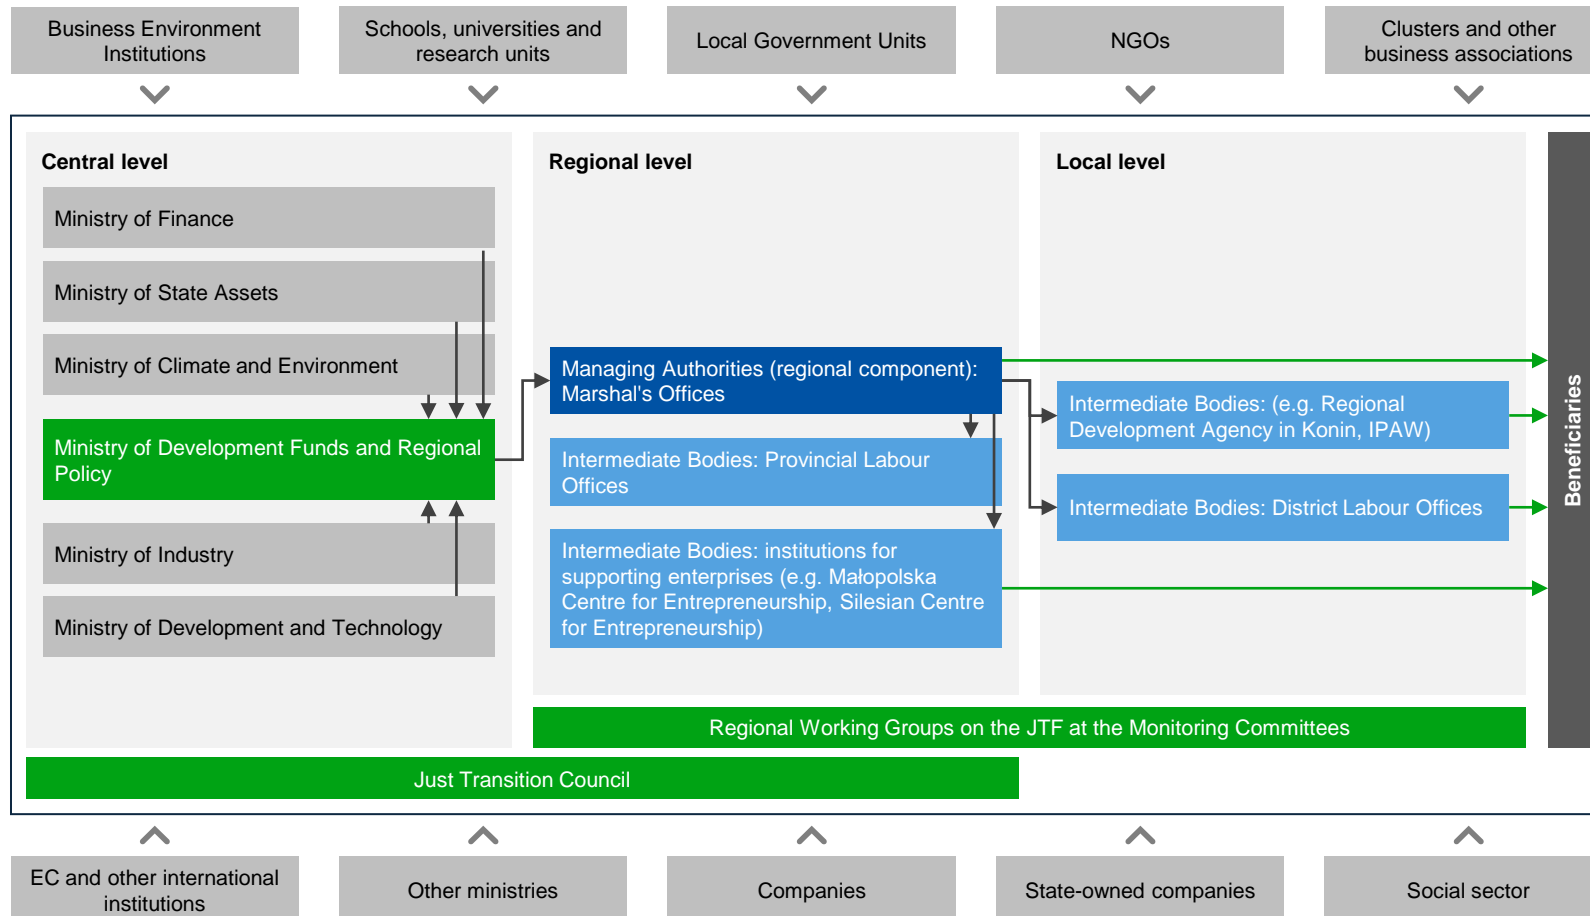 Business Environment
Institutions
Schools, universities and
research units
Local Government Units
NGOs
Clusters and other
business associations
Central level
Ministry of Finance
Ministry of State Assets
Ministry of Climate and Environment
Ministry of Development Funds and Regional
Policy
Ministry of Industry
Ministry of Development and Technology
Regional level
Managing Authorities (regional component):
Marshal's Offices
Intermediate Bodies: Provincial Labour
Offices
Intermediate Bodies: institutions for
supporting enterprises (e.g. Małopolska
Centre for Entrepreneurship, Silesian Centre
for Entrepreneurship)
Local level
Intermediate Bodies: (e.g. Regional
Development Agency in Konin, IPAW)
Intermediate Bodies: District Labour Offices
Beneficiaries
Regional Working Groups on the JTF at the Monitoring Committees
Just Transition Council
EC and other international
institutions
Other ministries
Companies
State-owned companies
Social sector